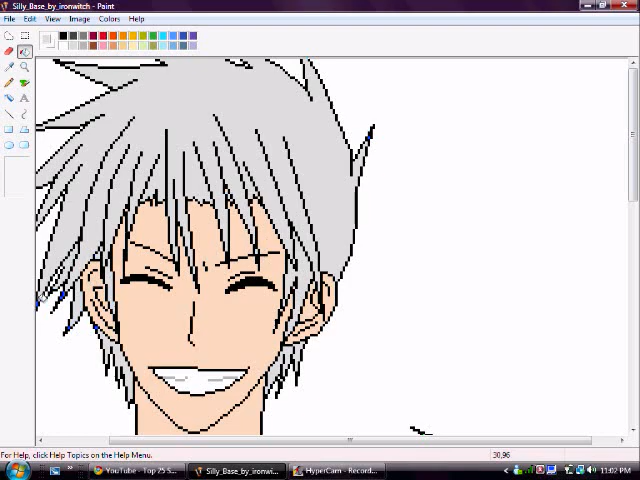 Silly_Base_by_ironwitch - Paint
File Edit View Image Colors Help
For Help, click Help Topics on the Help Menu.
30,96
YouTube - Top 25 S...
Silly_Base_by_ironwi...
HyperCam - Record...
11:02 PM